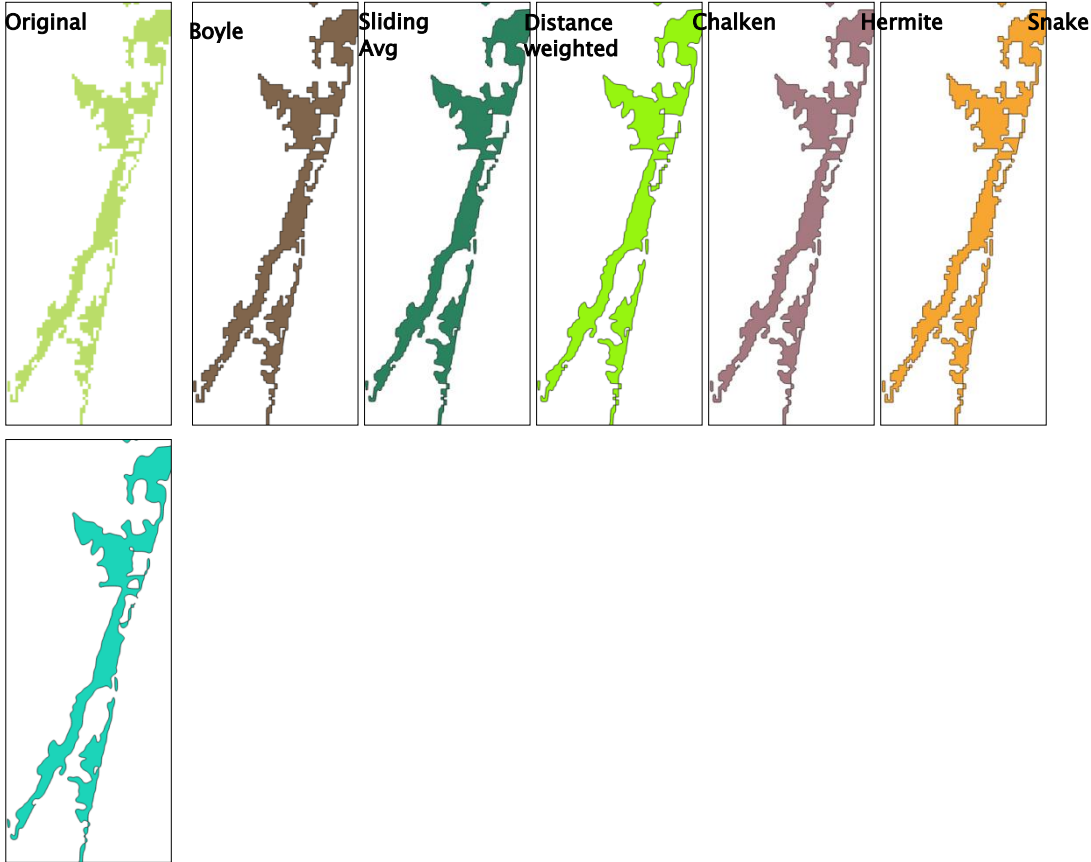 Original
Boyle
Sliding
Avg
Distance
weighted
Chalken
Hermite
Snake